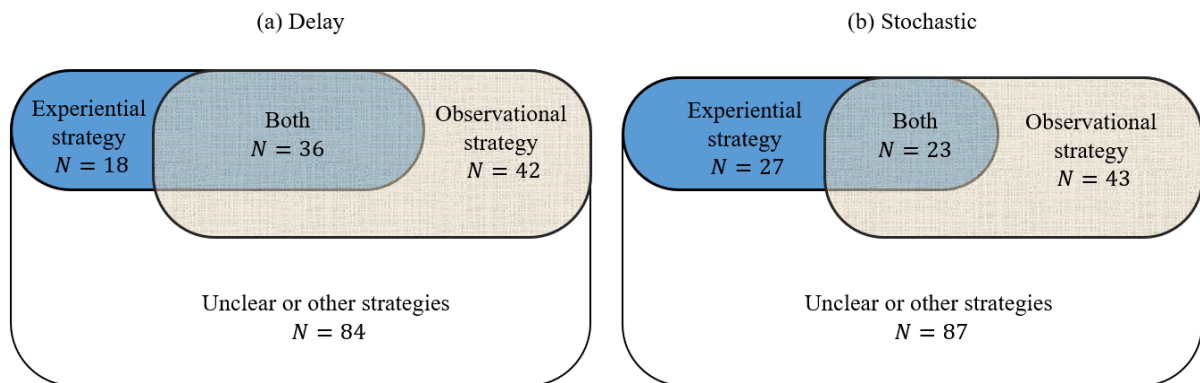 (a) Delay
Experiential
strategy
N = 18
Both
N = 36
Observational
strategy
N = 42
Unclear or other strategies
N = 84
(b) Stochastic
Experiential
strategy
N = 27
Both
N = 23
Observational
strategy
N = 43
Unclear or other strategies
N = 87